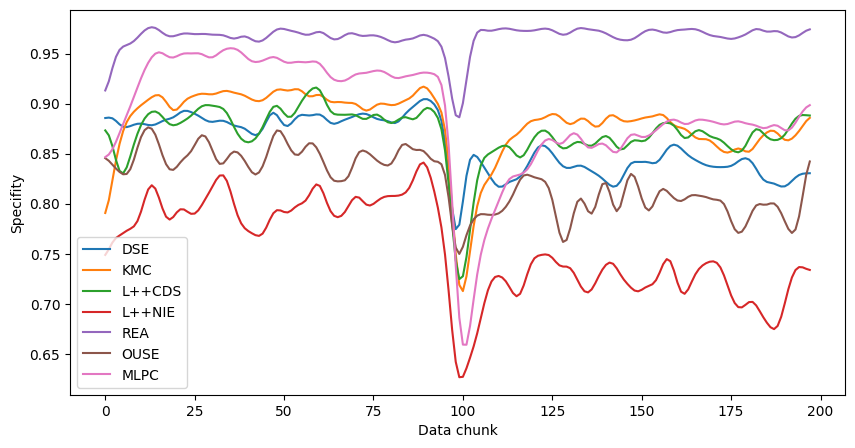 0.95
0.90
0.85
0.80
0.75
0.70
0.65
Specifity
DSE
KMC
L++CDS
L++NIE
REA
OUSE
MLPC
0 25 50 75 100 125 150 175 200
Data chunk